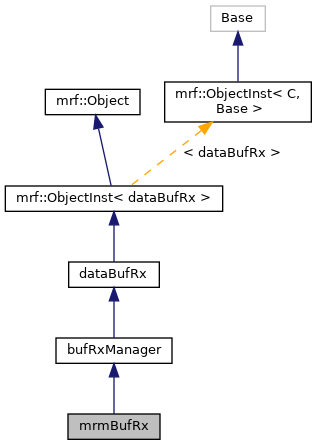 Base
mrf::ObjectInst< C,
Base >
mrf::Object
< dataBufRx >
mrf::ObjectInst< dataBufRx >
dataBufRx
bufRxManager
mrmBufRx